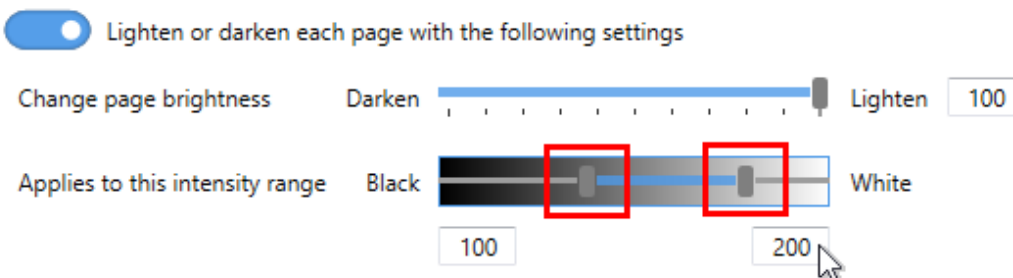 Lighten or darken each page with the following settings
Change page brightness Darken Lighten 100
Applies to this intensity range Black White
100 200